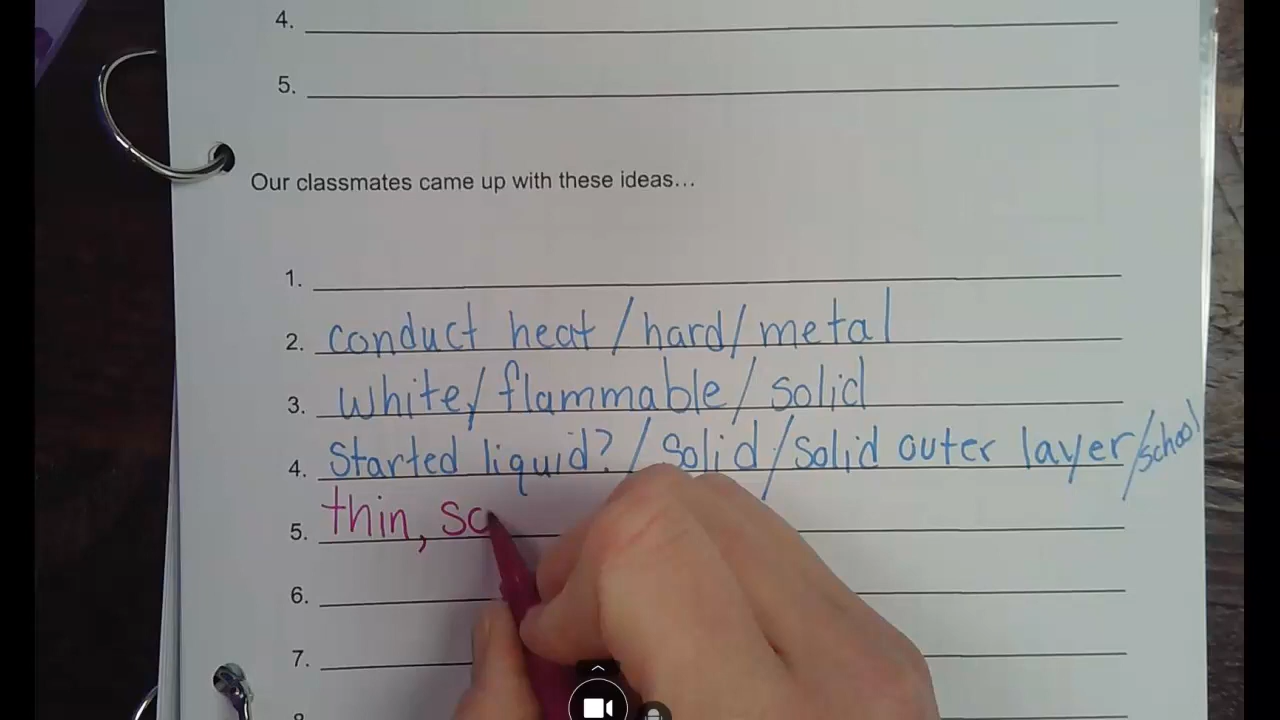 4.
5.
Our classmates came up with these ideas...
1.
2. conduct heat / hard / metal
3. white / flammable / solid
4. Started liquid? / solid / solid outer layer / school
5. thin,
6.
7.